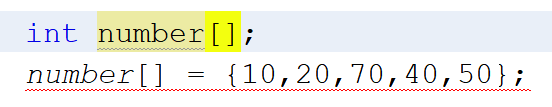 int number[];
number[] = {10,20,70,40,50};